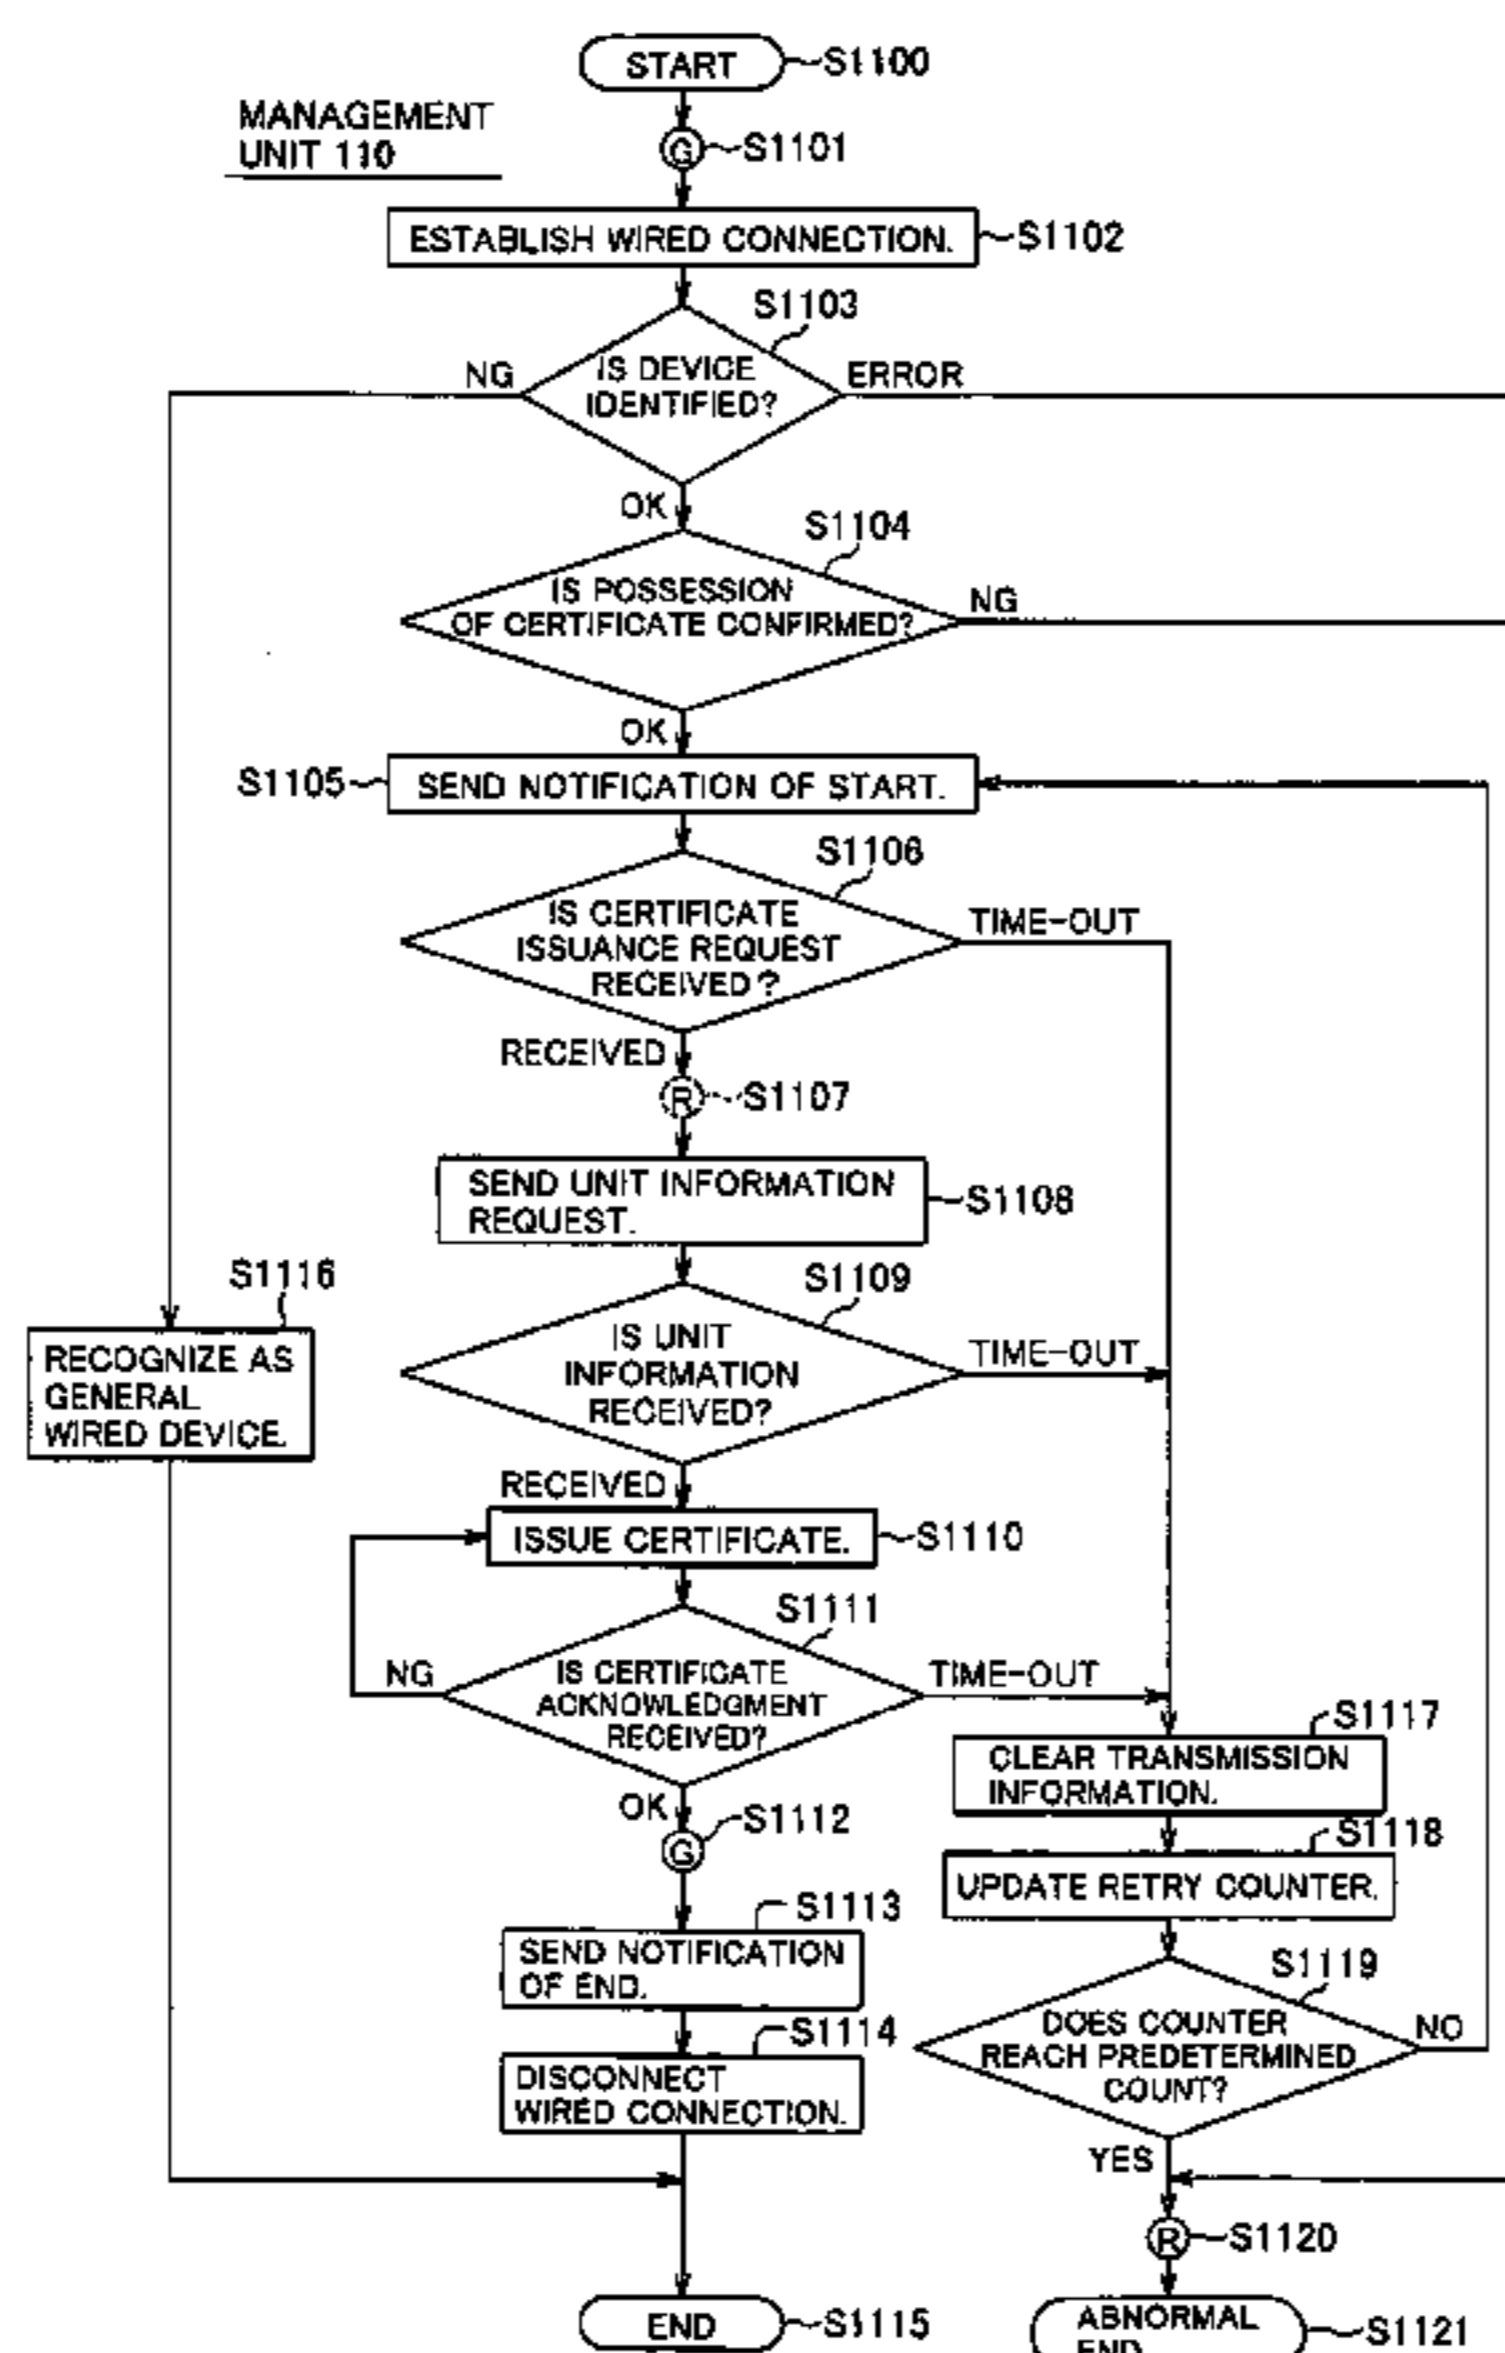 START
S1100
MANAGEMENT
UNIT 110
G
S1101
ESTABLISH WIRED CONNECTION.
S1102
S1103
NG
IS DEVICE
IDENTIFIED?
ERROR
OK
S1104
IS POSSESSION
OF CERTIFICATE CONFIRMED?
NG
OK
S1105
SEND NOTIFICATION OF START.
S1106
IS CERTIFICATE
ISSUANCE REQUEST
RECEIVED?
TIME-OUT
RECEIVED
R
S1107
SEND UNIT INFORMATION
REQUEST.
S1108
S1116
RECOGNIZE AS
GENERAL
WIRED DEVICE.
S1109
IS UNIT
INFORMATION
RECEIVED?
TIME-OUT
RECEIVED
ISSUE CERTIFICATE.
S1110
S1111
NG
IS CERTIFICATE
ACKNOWLEDGMENT
RECEIVED?
TIME-OUT
S1117
CLEAR TRANSMISSION
INFORMATION.
OK
G
S1112
S1118
UPDATE RETRY COUNTER.
S1113
SEND NOTIFICATION
OF END.
S1119
DOES COUNTER
REACH PREDETERMINED
COUNT?
NO
S1114
DISCONNECT
WIRED CONNECTION.
YES
R
S1120
END
S1115
ABNORMAL
END
S1121